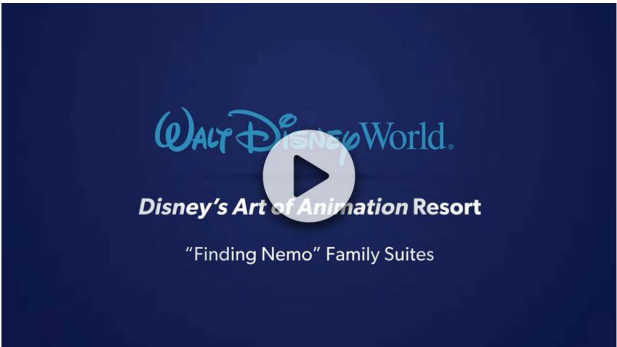 Walt Disney World.
Disney's Art of Animation Resort
"Finding Nemo" Family Suites